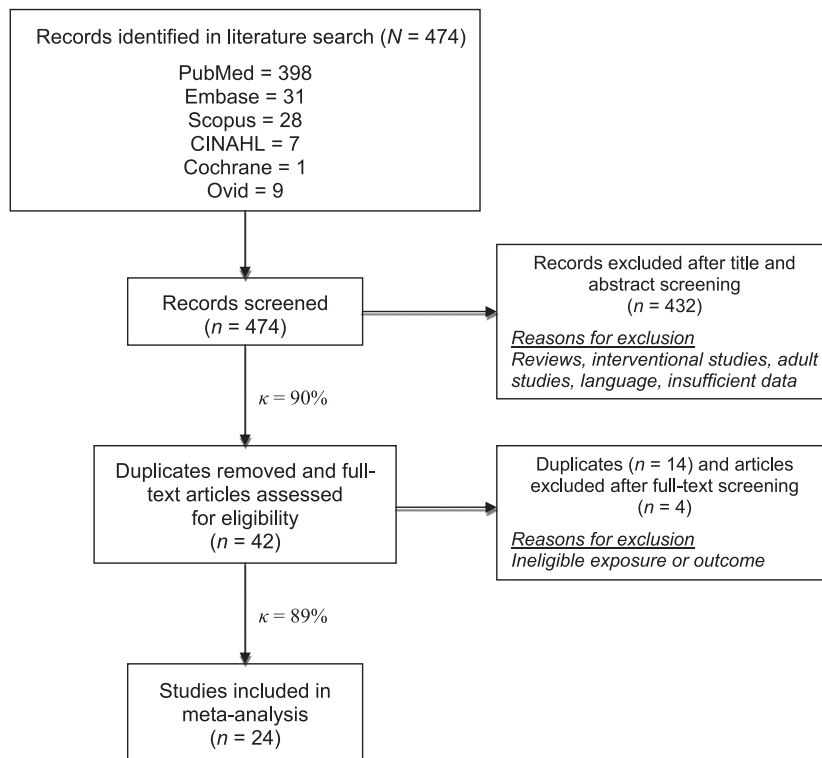 Records identified in literature search (N = 474)
PubMed = 398
Embase = 31
Scopus = 28
CINAHL = 7
Cochrane = 1
Ovid = 9
Records screened
(n = 474)
Records excluded after title and
abstract screening
(n = 432)
Reasons for exclusion
Reviews, interventional studies, adult
studies, language, insufficient data
κ = 90%
Duplicates removed and full-
text articles assessed
for eligibility
(n = 42)
Duplicates (n = 14) and articles
excluded after full-text screening
(n = 4)
Reasons for exclusion
Ineligible exposure or outcome
κ = 89%
Studies included in
meta-analysis
(n = 24)